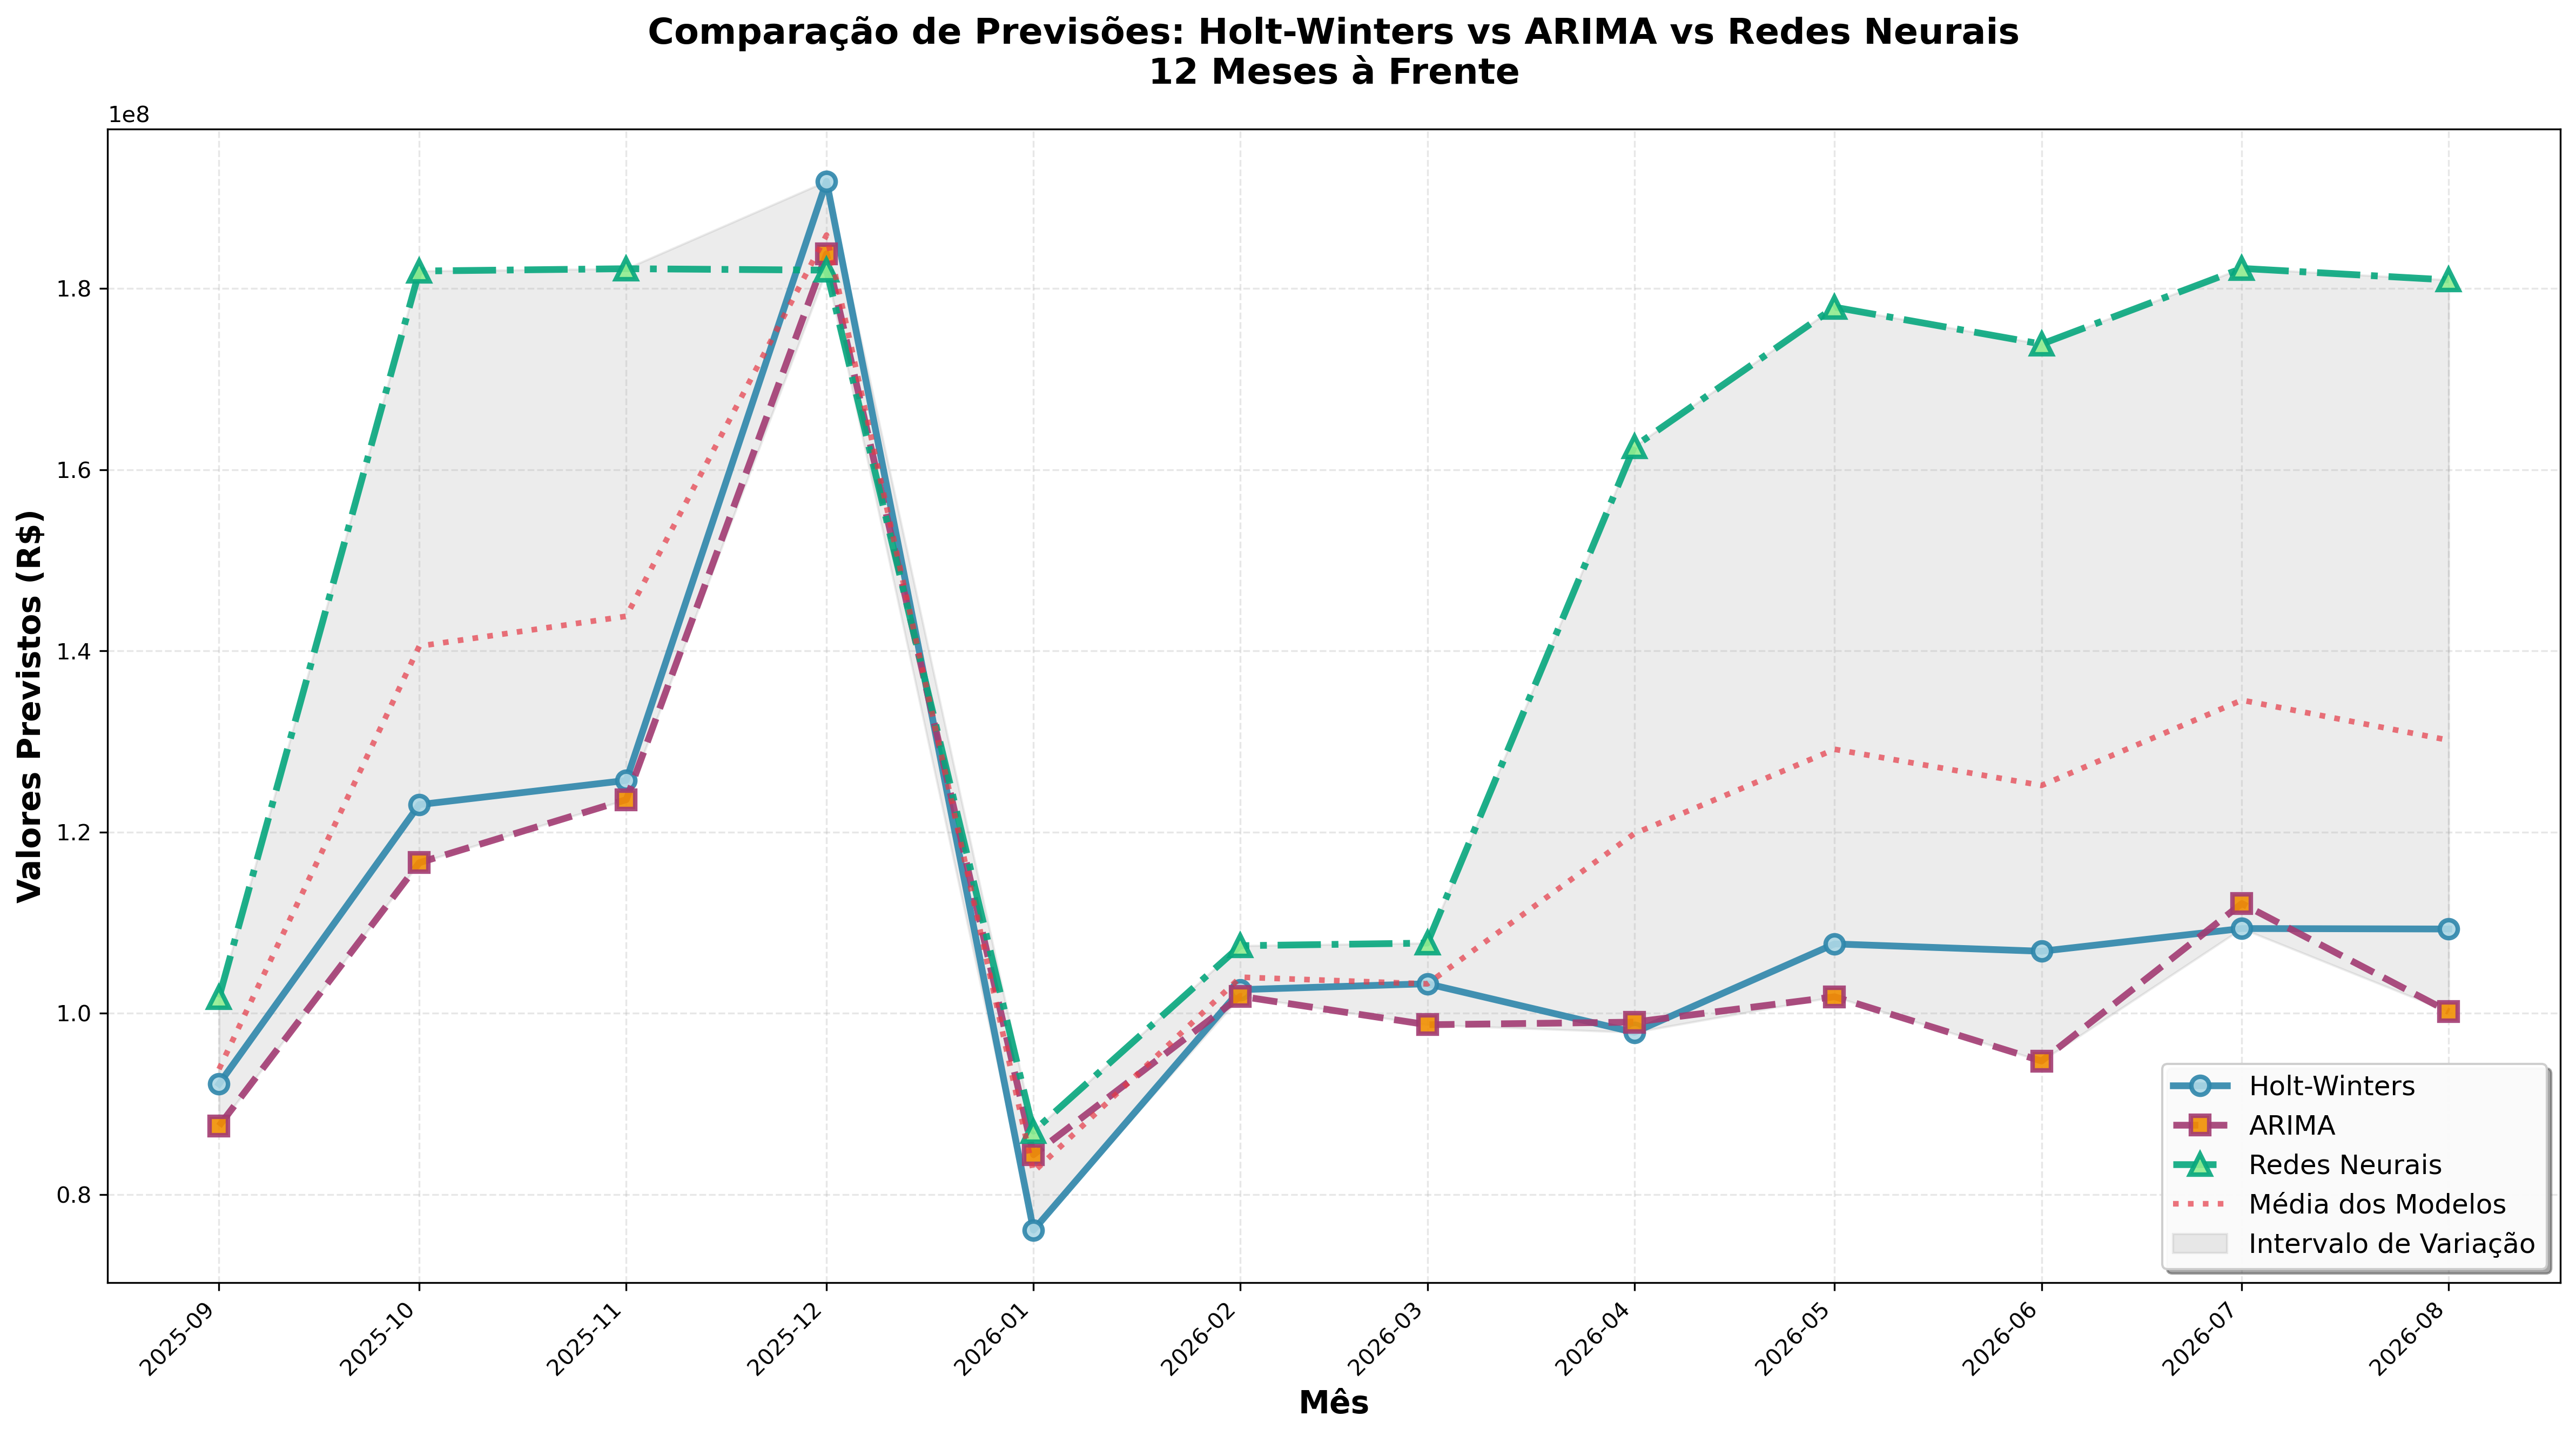 Comparação de Previsões: Holt-Winters vs ARIMA vs Redes Neurais
12 Meses à Frente
1e8
Valores Previstos (R$)
1.8
1.6
1.4
1.2
1.0
0.8
Holt-Winters
ARIMA
Redes Neurais
Média dos Modelos
Intervalo de Variação
2025-09
2025-10
2025-11
2025-12
2026-01
2026-02
2026-03
2026-04
2026-05
2026-06
2026-07
2026-08
Mês